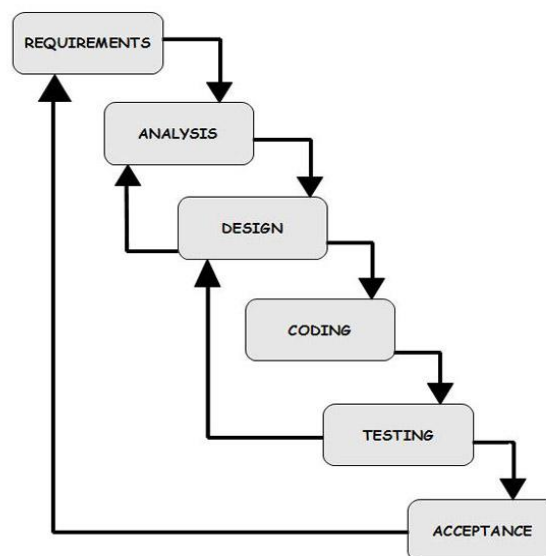 REQUIREMENTS
ANALYSIS
DESIGN
CODING
TESTING
ACCEPTANCE